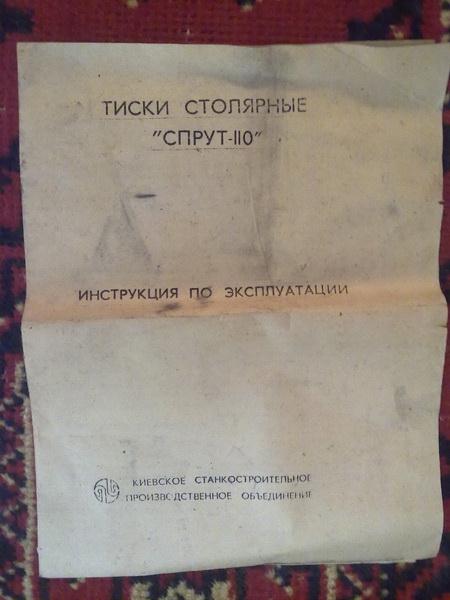 ТИСКИ СТОЛЯРНЫЕ
"СПРУТ-110"
ИНСТРУКЦИЯ ПО ЭКСПЛУАТАЦИИ
КИЕВСКОЕ СТАНКОСТРОИТЕЛЬНОЕ
ПРОИЗВОДСТВЕННОЕ ОБЪЕДИНЕНИЕ